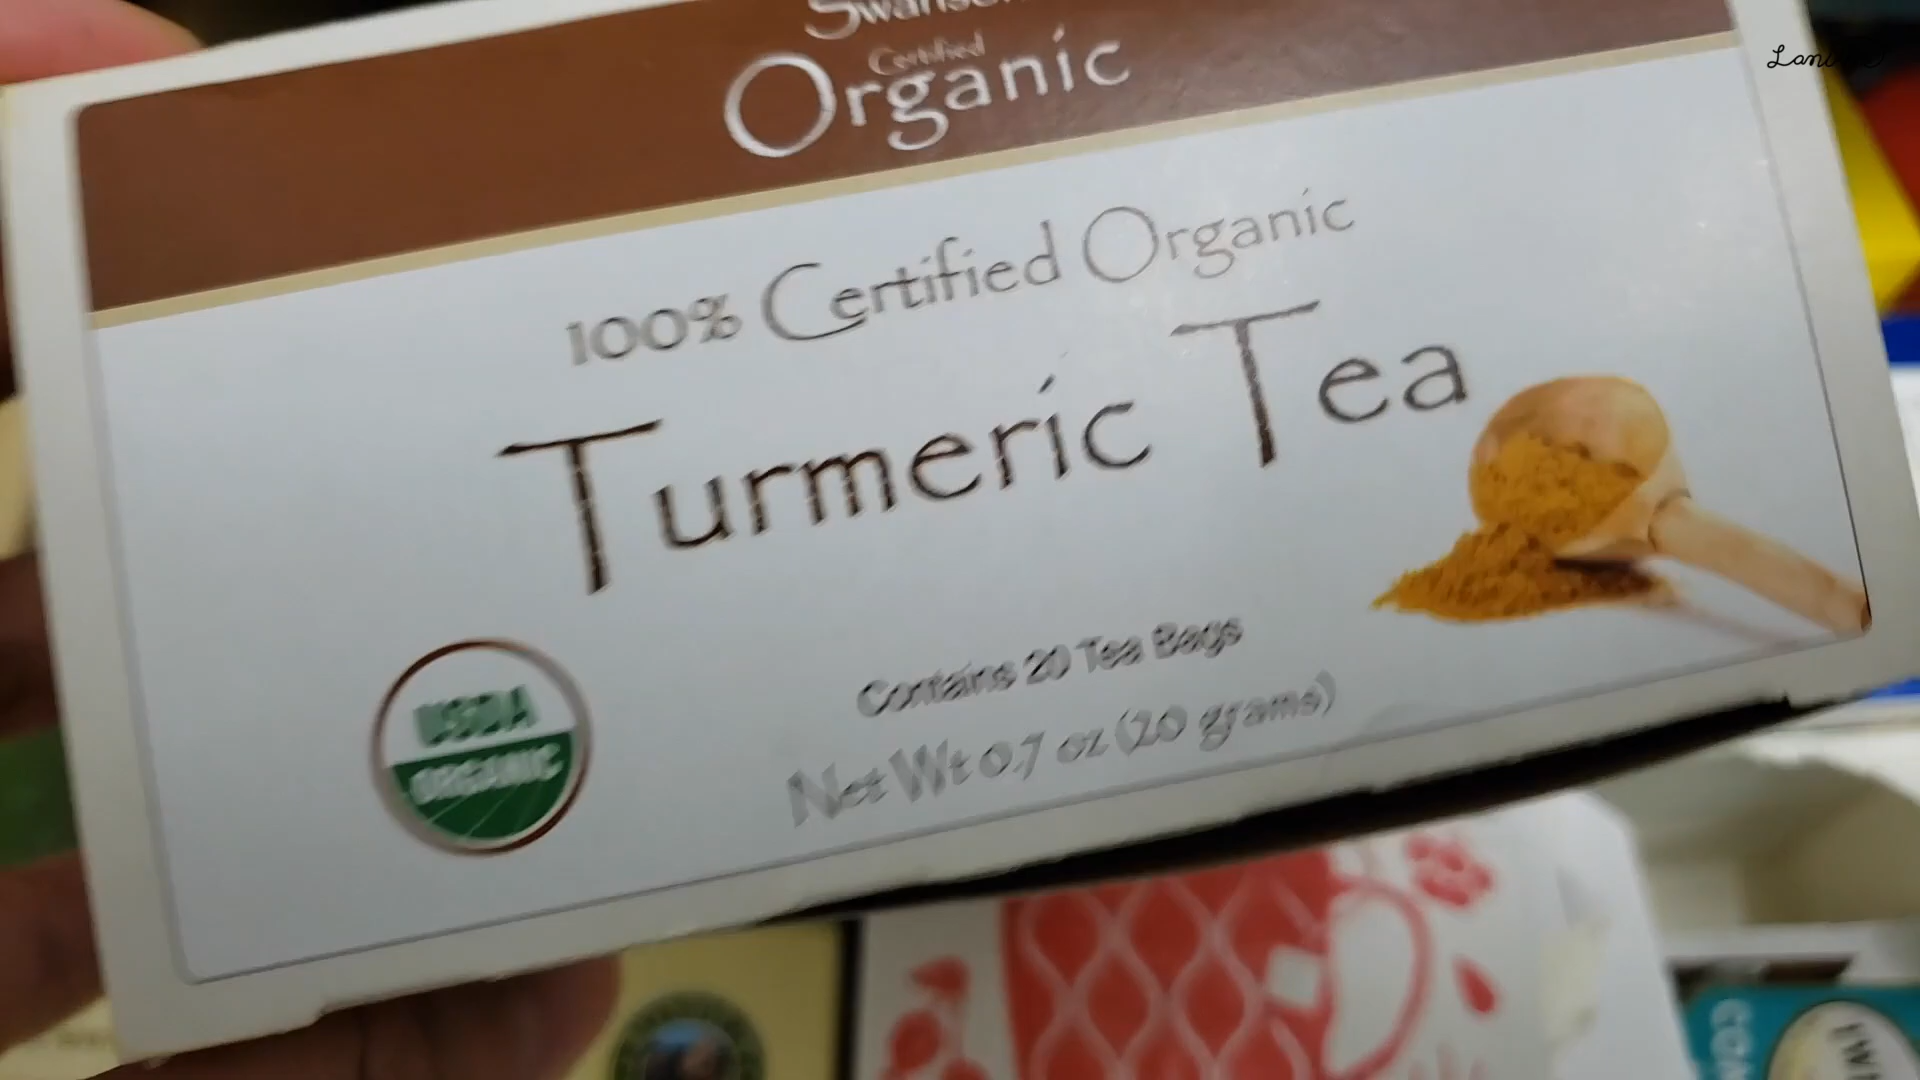 Certified
Organic
100% Certified Organic
Turmeric Tea
Contains 20 Tea Bags
Net Wt 0.7 oz (20 grams)
USDA
ORGANIC